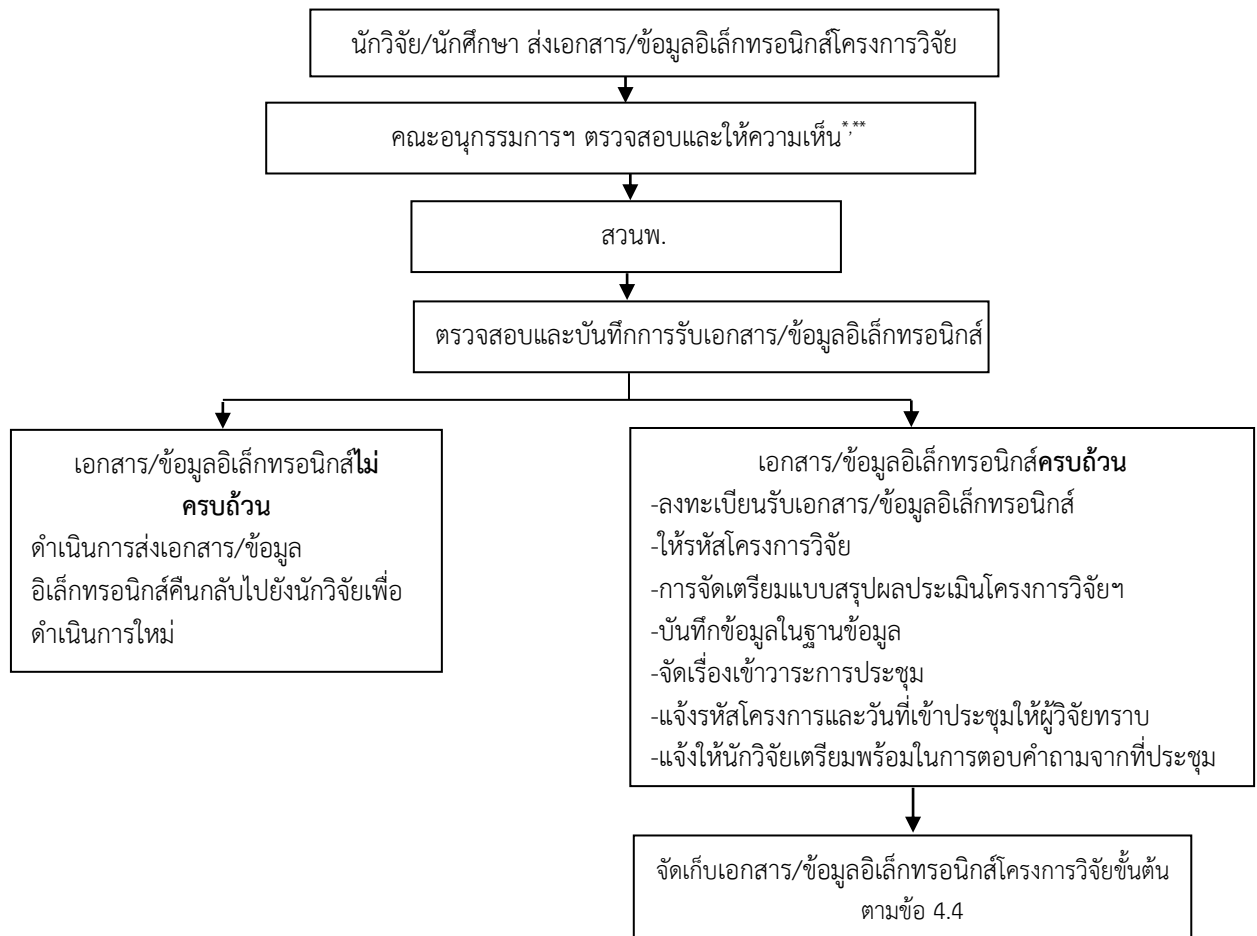 นักวิจัย/นักศึกษา ส่งเอกสาร/ข้อมูลอิเล็กทรอนิกส์โครงการวิจัย
คณะอนุกรรมการฯ ตรวจสอบและให้ความเห็น*,**
สวนพ.
ตรวจสอบและบันทึกการรับเอกสาร/ข้อมูลอิเล็กทรอนิกส์
เอกสาร/ข้อมูลอิเล็กทรอนิกส์ไม่
ครบถ้วน
ดำเนินการส่งเอกสาร/ข้อมูล
อิเล็กทรอนิกส์คืนกลับไปยังนักวิจัยเพื่อ
ดำเนินการใหม่
เอกสาร/ข้อมูลอิเล็กทรอนิกส์ครบถ้วน
-ลงทะเบียนรับเอกสาร/ข้อมูลอิเล็กทรอนิกส์
-ให้รหัสโครงการวิจัย
-การจัดเตรียมแบบสรุปผลประเมินโครงการวิจัยฯ
-บันทึกข้อมูลในฐานข้อมูล
-จัดเรื่องเข้าวาระการประชุม
-แจ้งรหัสโครงการและวันที่เข้าประชุมให้ผู้วิจัยทราบ
-แจ้งให้นักวิจัยเตรียมพร้อมในการตอบคำถามจากที่ประชุม
จัดเก็บเอกสาร/ข้อมูลอิเล็กทรอนิกส์โครงการวิจัยขั้นต้น
ตามข้อ 4.4